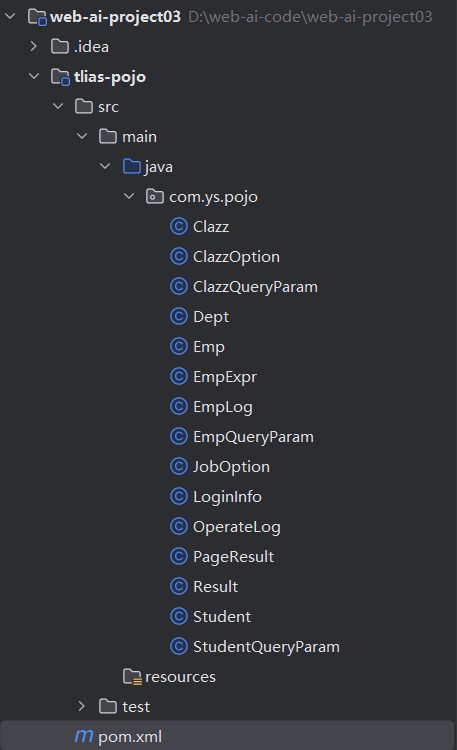 web-ai-project03 D:\web-ai-code\web-ai-project03
.idea
tlias-pojo
src
main
java
com.ys.pojo
Clazz
ClazzOption
ClazzQueryParam
Dept
Emp
EmpExpr
EmpLog
EmpQueryParam
JobOption
LoginInfo
OperateLog
PageResult
Result
Student
StudentQueryParam
resources
test
pom.xml